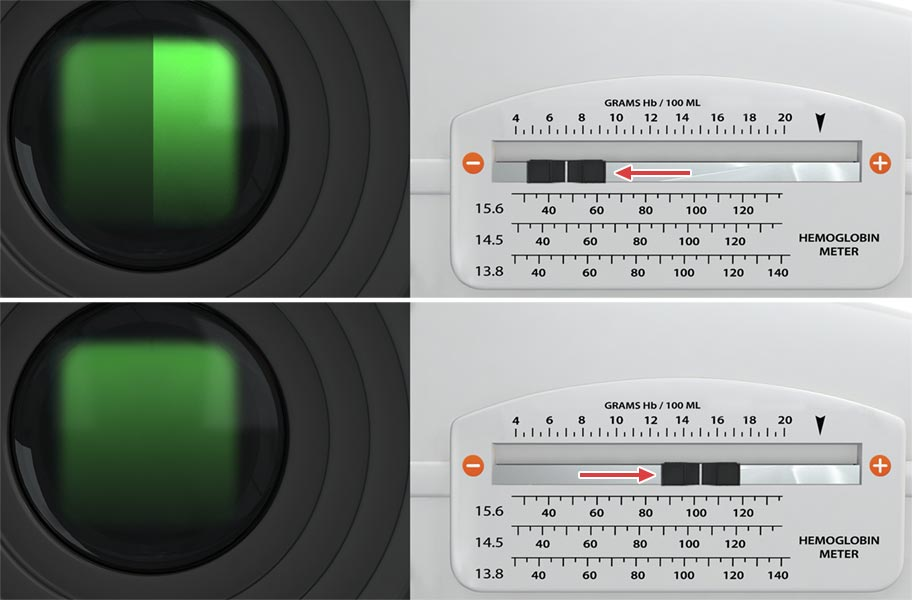 GRAMS Hb / 100 ML
4 6 8 10 12 14 16 18 20
− +
15.6 40 60 80 100 120
14.5 40 60 80 100 120
13.8 40 60 80 100 120 140
HEMOGLOBIN
METER
GRAMS Hb / 100 ML
4 6 8 10 12 14 16 18 20
− +
15.6 40 60 80 100 120
14.5 40 60 80 100 120
13.8 40 60 80 100 120 140
HEMOGLOBIN
METER